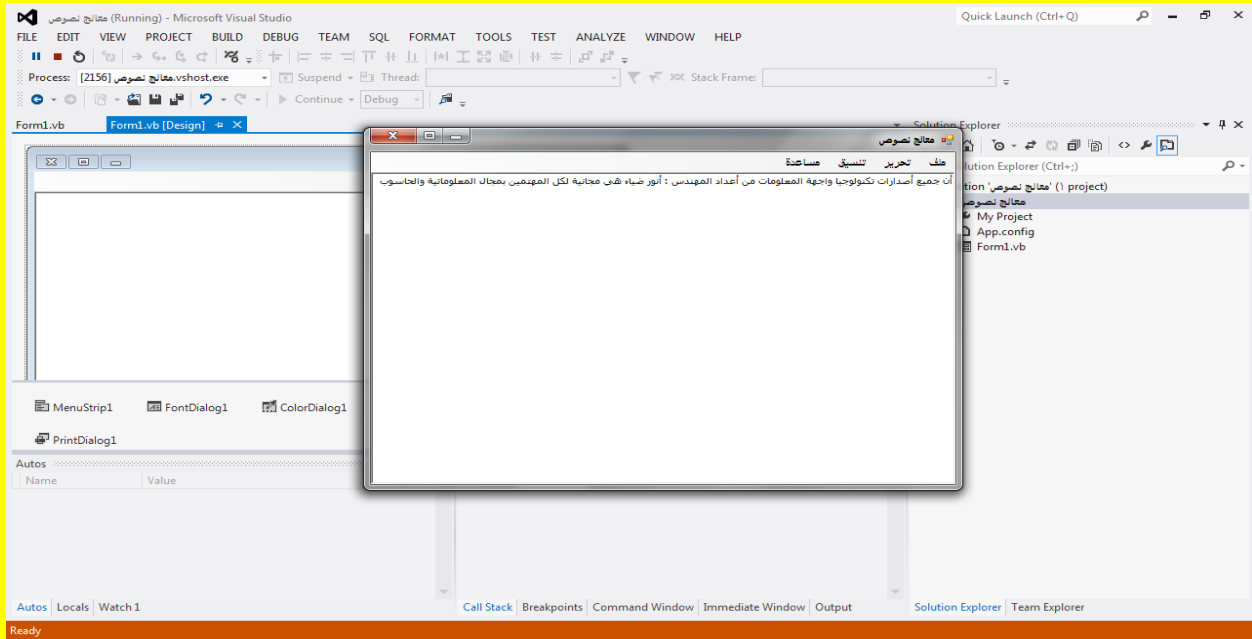 معالج نصوص (Running) - Microsoft Visual Studio
Quick Launch (Ctrl+Q)
FILE EDIT VIEW PROJECT BUILD DEBUG TEAM SQL FORMAT TOOLS TEST ANALYZE WINDOW HELP
Process: [2156] معالج نصوص.vshost.exe Suspend Thread: Stack Frame:
Continue Debug
Form1.vb Form1.vb [Design]
Solution Explorer
معالج نصوص
ملف تحرير تنسيق مساعدة
أن جميع أصدارات تكنولوجيا واجهة المعلومات من أعداد المهندس : أنور ضياء هي مجانية لكل المهتمين بمجال المعلوماتية والحاسوب
lution Explorer (Ctrl+;)
tion 'معالج نصوص' (١ project)
معالج نصوص
My Project
App.config
Form1.vb
MenuStrip1 FontDialog1 ColorDialog1
PrintDialog1
Autos
Name Value
Autos Locals Watch 1
Call Stack Breakpoints Command Window Immediate Window Output
Solution Explorer Team Explorer
Ready